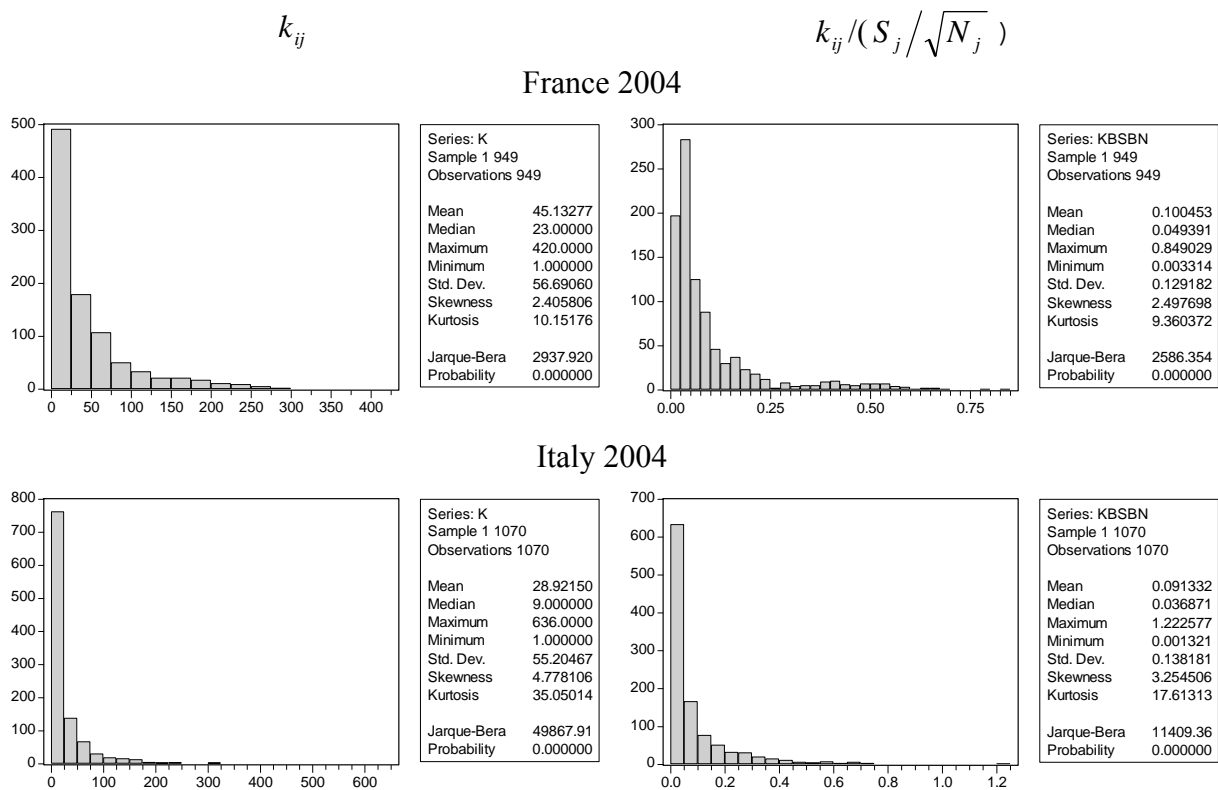 k_{ij}
k_{ij} /( S_j / \sqrt{N_j} )
France 2004
500
400
300
200
100
0
0 50 100 150 200 250 300 350 400
Series: K
Sample 1 949
Observations 949
Mean 45.13277
Median 23.00000
Maximum 420.0000
Minimum 1.000000
Std. Dev. 56.69060
Skewness 2.405806
Kurtosis 10.15176
Jarque-Bera 2937.920
Probability 0.000000
300
250
200
150
100
50
0
0.00 0.25 0.50 0.75
Series: KBSBN
Sample 1 949
Observations 949
Mean 0.100453
Median 0.049391
Maximum 0.849029
Minimum 0.003314
Std. Dev. 0.129182
Skewness 2.497698
Kurtosis 9.360372
Jarque-Bera 2586.354
Probability 0.000000
Italy 2004
800
700
600
500
400
300
200
100
0
0 100 200 300 400 500 600
Series: K
Sample 1 1070
Observations 1070
Mean 28.92150
Median 9.000000
Maximum 636.0000
Minimum 1.000000
Std. Dev. 55.20467
Skewness 4.778106
Kurtosis 35.05014
Jarque-Bera 49867.91
Probability 0.000000
700
600
500
400
300
200
100
0
0.0 0.2 0.4 0.6 0.8 1.0 1.2
Series: KBSBN
Sample 1 1070
Observations 1070
Mean 0.091332
Median 0.036871
Maximum 1.222577
Minimum 0.001321
Std. Dev. 0.138181
Skewness 3.254506
Kurtosis 17.61313
Jarque-Bera 11409.36
Probability 0.000000